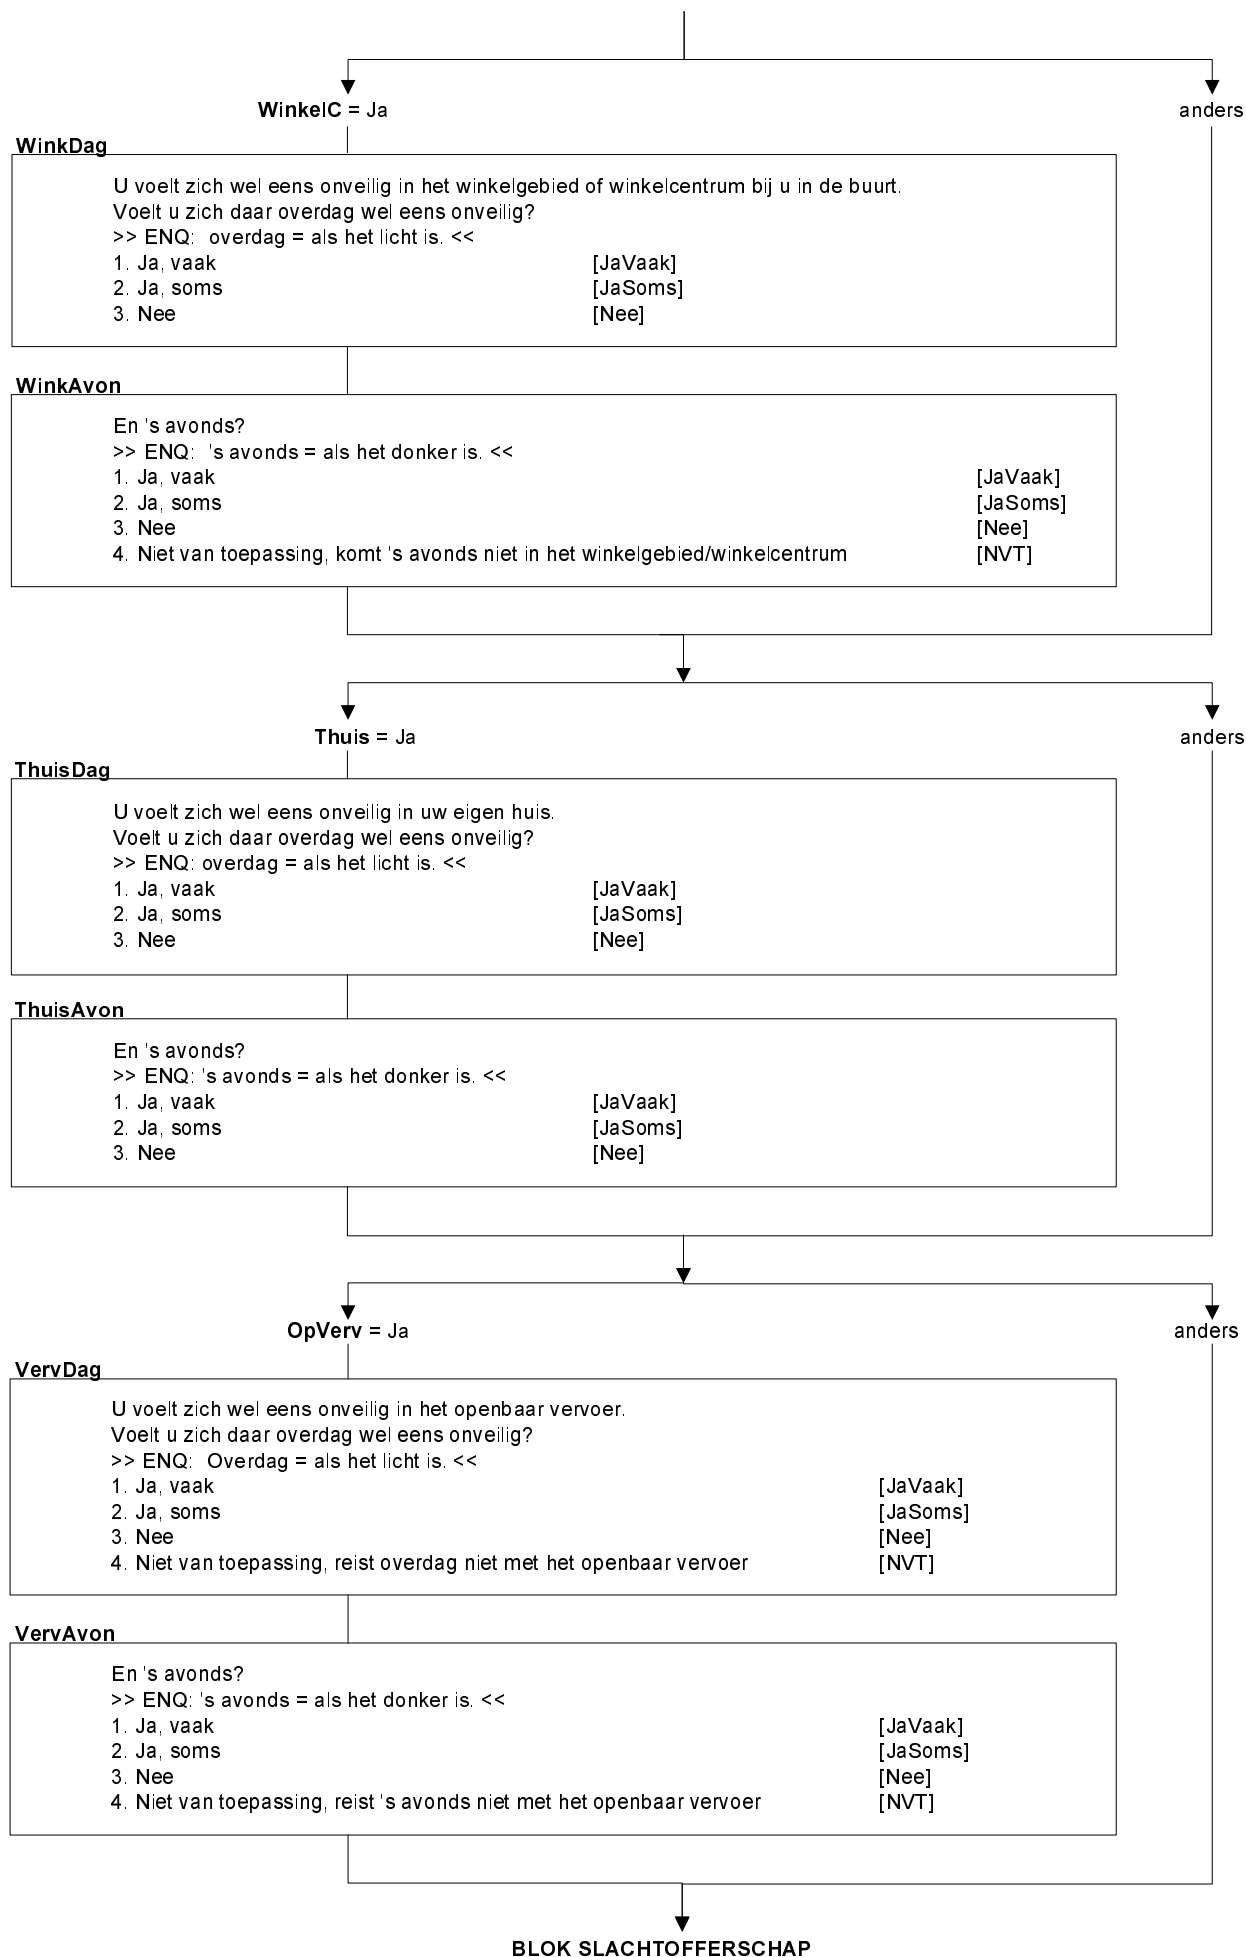 WinkelC = Ja anders
WinkDag
U voelt zich wel eens onveilig in het winkelgebied of winkelcentrum bij u in de buurt.
Voelt u zich daar overdag wel eens onveilig?
>> ENQ: overdag = als het licht is. <<
1. Ja, vaak [JaVaak]
2. Ja, soms [JaSoms]
3. Nee [Nee]
WinkAvon
En 's avonds?
>> ENQ: 's avonds = als het donker is. <<
1. Ja, vaak [JaVaak]
2. Ja, soms [JaSoms]
3. Nee [Nee]
4. Niet van toepassing, komt 's avonds niet in het winkelgebied/winkelcentrum [NVT]
Thuis = Ja anders
ThuisDag
U voelt zich wel eens onveilig in uw eigen huis.
Voelt u zich daar overdag wel eens onveilig?
>> ENQ: overdag = als het licht is. <<
1. Ja, vaak [JaVaak]
2. Ja, soms [JaSoms]
3. Nee [Nee]
ThuisAvon
En 's avonds?
>> ENQ: 's avonds = als het donker is. <<
1. Ja, vaak [JaVaak]
2. Ja, soms [JaSoms]
3. Nee [Nee]
OpVerv = Ja anders
VervDag
U voelt zich wel eens onveilig in het openbaar vervoer.
Voelt u zich daar overdag wel eens onveilig?
>> ENQ: Overdag = als het licht is. <<
1. Ja, vaak [JaVaak]
2. Ja, soms [JaSoms]
3. Nee [Nee]
4. Niet van toepassing, reist overdag niet met het openbaar vervoer [NVT]
VervAvon
En 's avonds?
>> ENQ: 's avonds = als het donker is. <<
1. Ja, vaak [JaVaak]
2. Ja, soms [JaSoms]
3. Nee [Nee]
4. Niet van toepassing, reist 's avonds niet met het openbaar vervoer [NVT]
BLOK SLACHTOFFERSCHAP